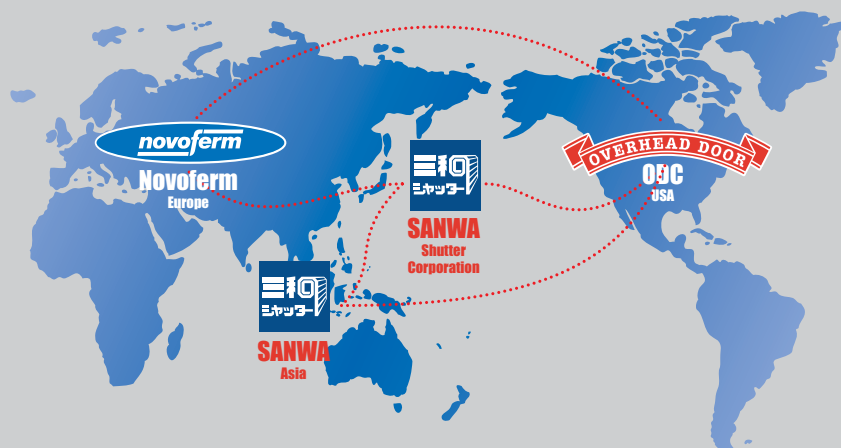 novoferm
Novoferm
Europe
三和
シャッター
SANWA
Shutter
Corporation
OVERHEAD DOOR
ODC
USA
三和
シャッター
SANWA
Asia